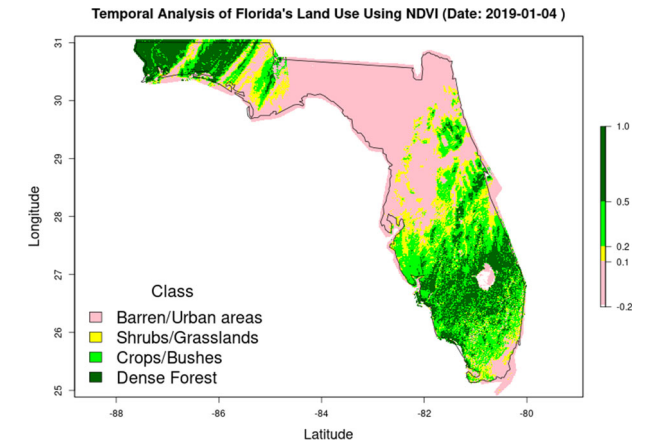 Temporal Analysis of Florida's Land Use Using NDVI (Date: 2019-01-04 )
31
30
29
28
27
26
25
Longitude
1.0
0.5
0.2
0.1
-0.2
Class
Barren/Urban areas
Shrubs/Grasslands
Crops/Bushes
Dense Forest
-88 -86 -84 -82 -80
Latitude